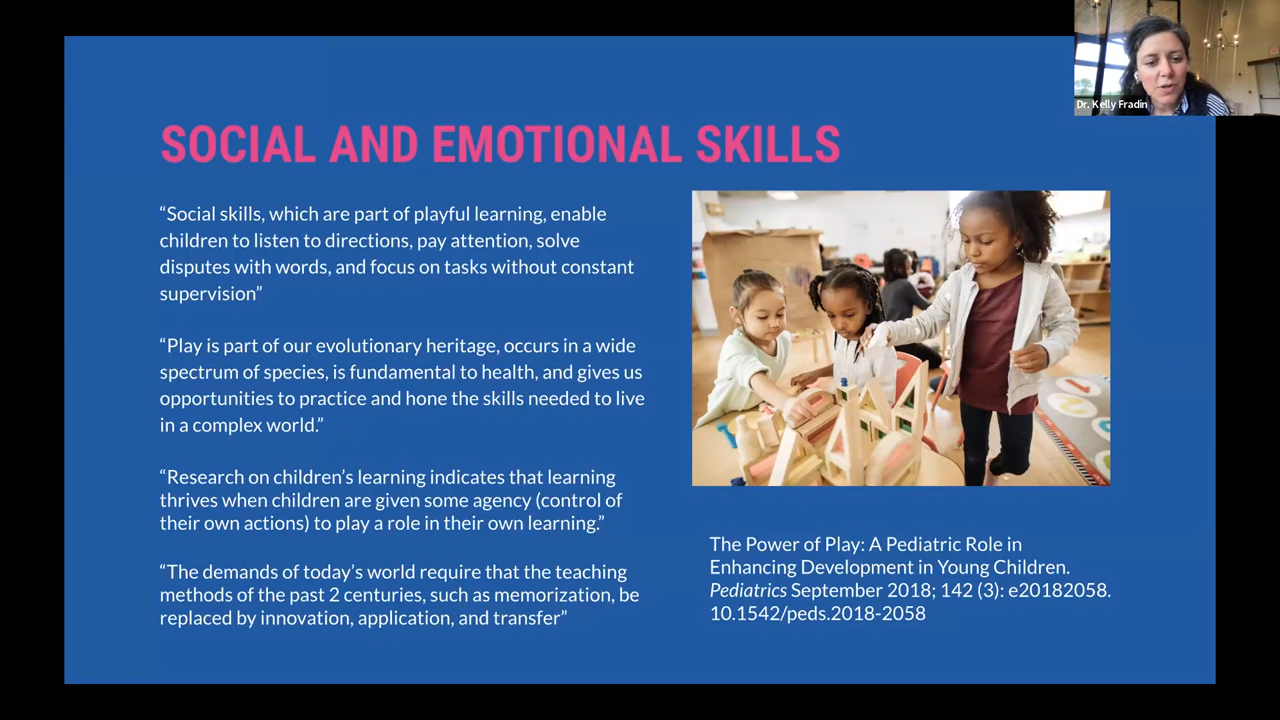 Dr. Kelly Fradin
SOCIAL AND EMOTIONAL SKILLS
“Social skills, which are part of playful learning, enable
children to listen to directions, pay attention, solve
disputes with words, and focus on tasks without constant
supervision”
“Play is part of our evolutionary heritage, occurs in a wide
spectrum of species, is fundamental to health, and gives us
opportunities to practice and hone the skills needed to live
in a complex world.”
“Research on children’s learning indicates that learning
thrives when children are given some agency (control of
their own actions) to play a role in their own learning.”
“The demands of today’s world require that the teaching
methods of the past 2 centuries, such as memorization, be
replaced by innovation, application, and transfer”
The Power of Play: A Pediatric Role in
Enhancing Development in Young Children.
Pediatrics September 2018; 142 (3): e20182058.
10.1542/peds.2018-2058